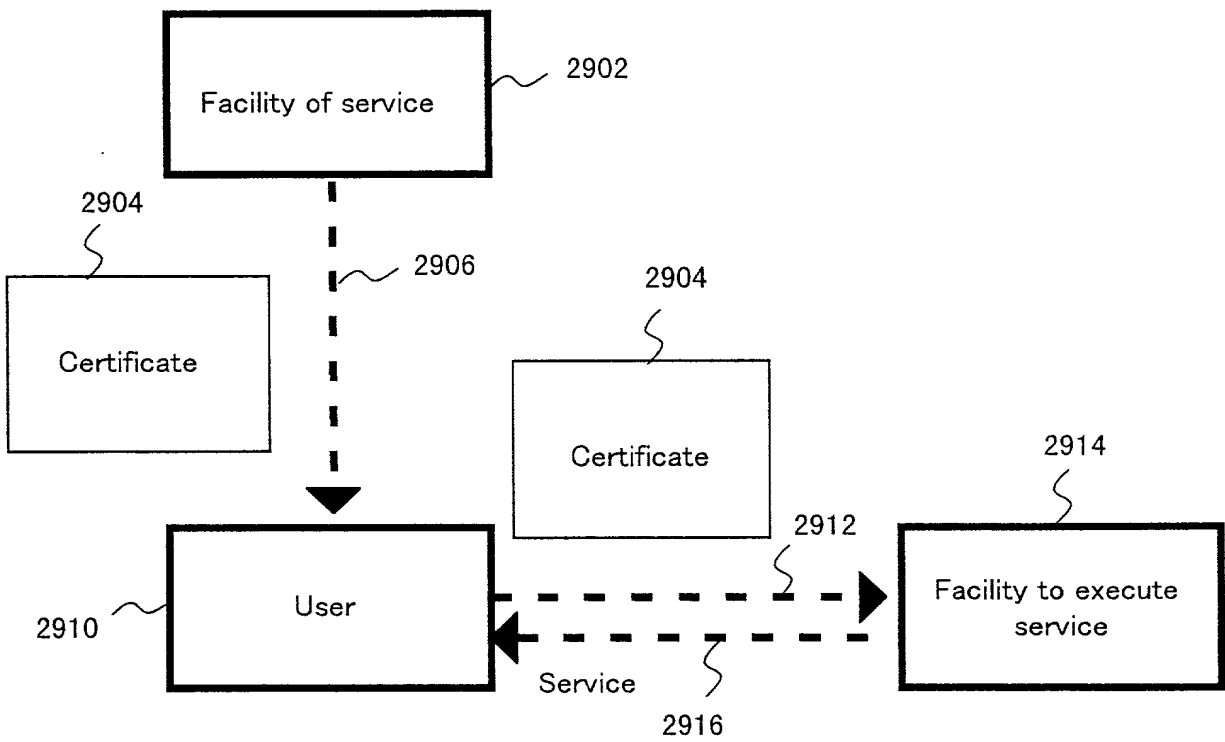 2902
Facility of service
2904
2906
2904
Certificate
Certificate
2914
2912
User
Facility to execute
service
2910
Service
2916